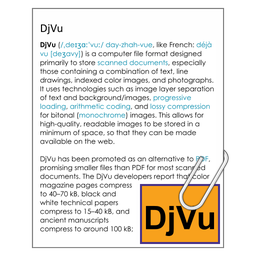 DjVu
DjVu (/ˌdeɪʒɑːˈvuː/ day-zhah-vue, like French: déjà
vu [deʒavy]) is a computer file format designed
primarily to store scanned documents, especially
those containing a combination of text, line
drawings, indexed color images, and photographs.
It uses technologies such as image layer separation
of text and background/images, progressive
loading, arithmetic coding, and lossy compression
for bitonal (monochrome) images. This allows for
high-quality, readable images to be stored in a
minimum of space, so that they can be made
available on the web.
DjVu has been promoted as an alternative to PDF,
promising smaller files than PDF for most scanned
documents. The DjVu developers report that color
magazine pages compress
to 40–70 kB, black and
white technical papers
compress to 15–40 kB, and
ancient manuscripts
compress to around 100 kB;
DjVu